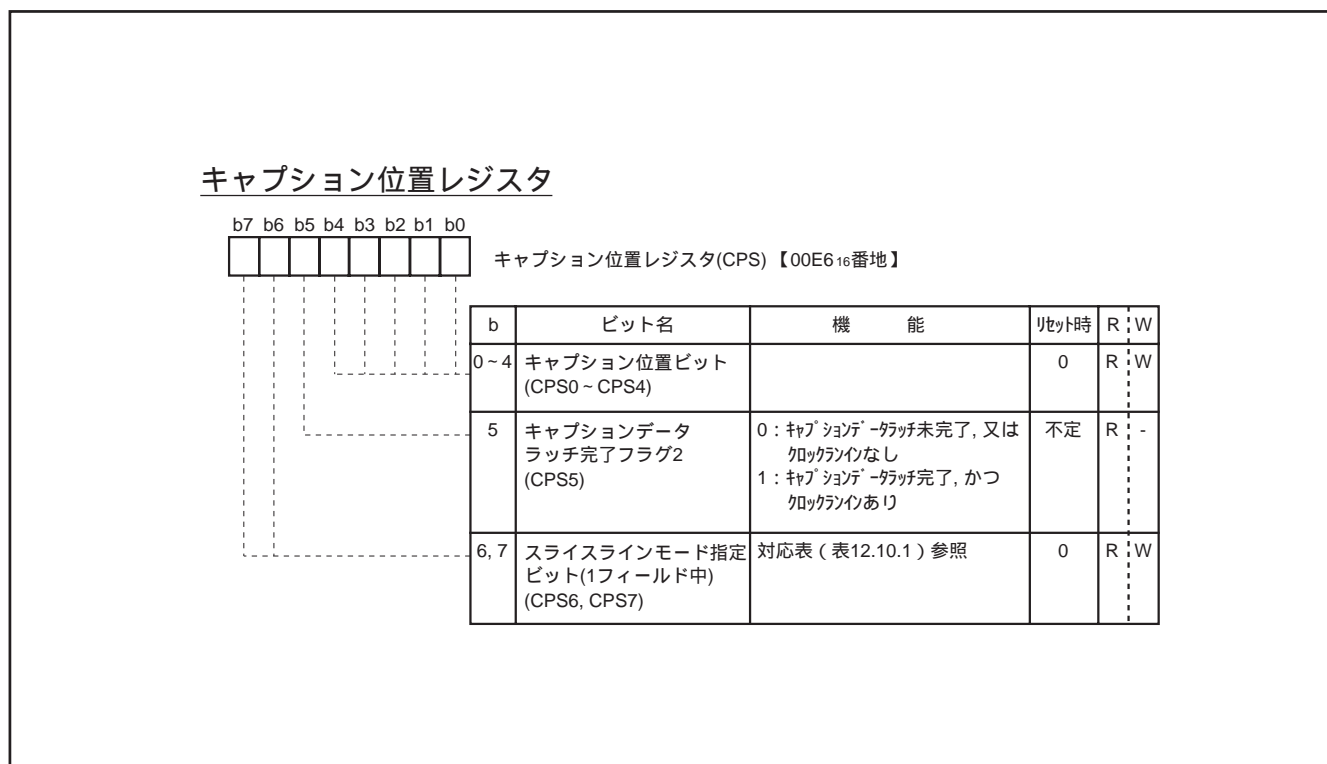 キャプション位置レジスタ
b7 b6 b5 b4 b3 b2 b1 b0
キャプション位置レジスタ(CPS)【00E6₁₆番地】
b ビット名 機 能 リセット時 R W
0~4 キャプション位置ビット 0 R W
(CPS0~CPS4)
5 キャプションデータ 0:キャプションデータラッチ未完了, 又は 不定 R -
ラッチ完了フラグ2 クロックランインなし
(CPS5) 1:キャプションデータラッチ完了, かつ
クロックランインあり
6, 7 スライスラインモード指定 対応表(表12.10.1)参照 0 R W
ビット(1フィールド中)
(CPS6, CPS7)